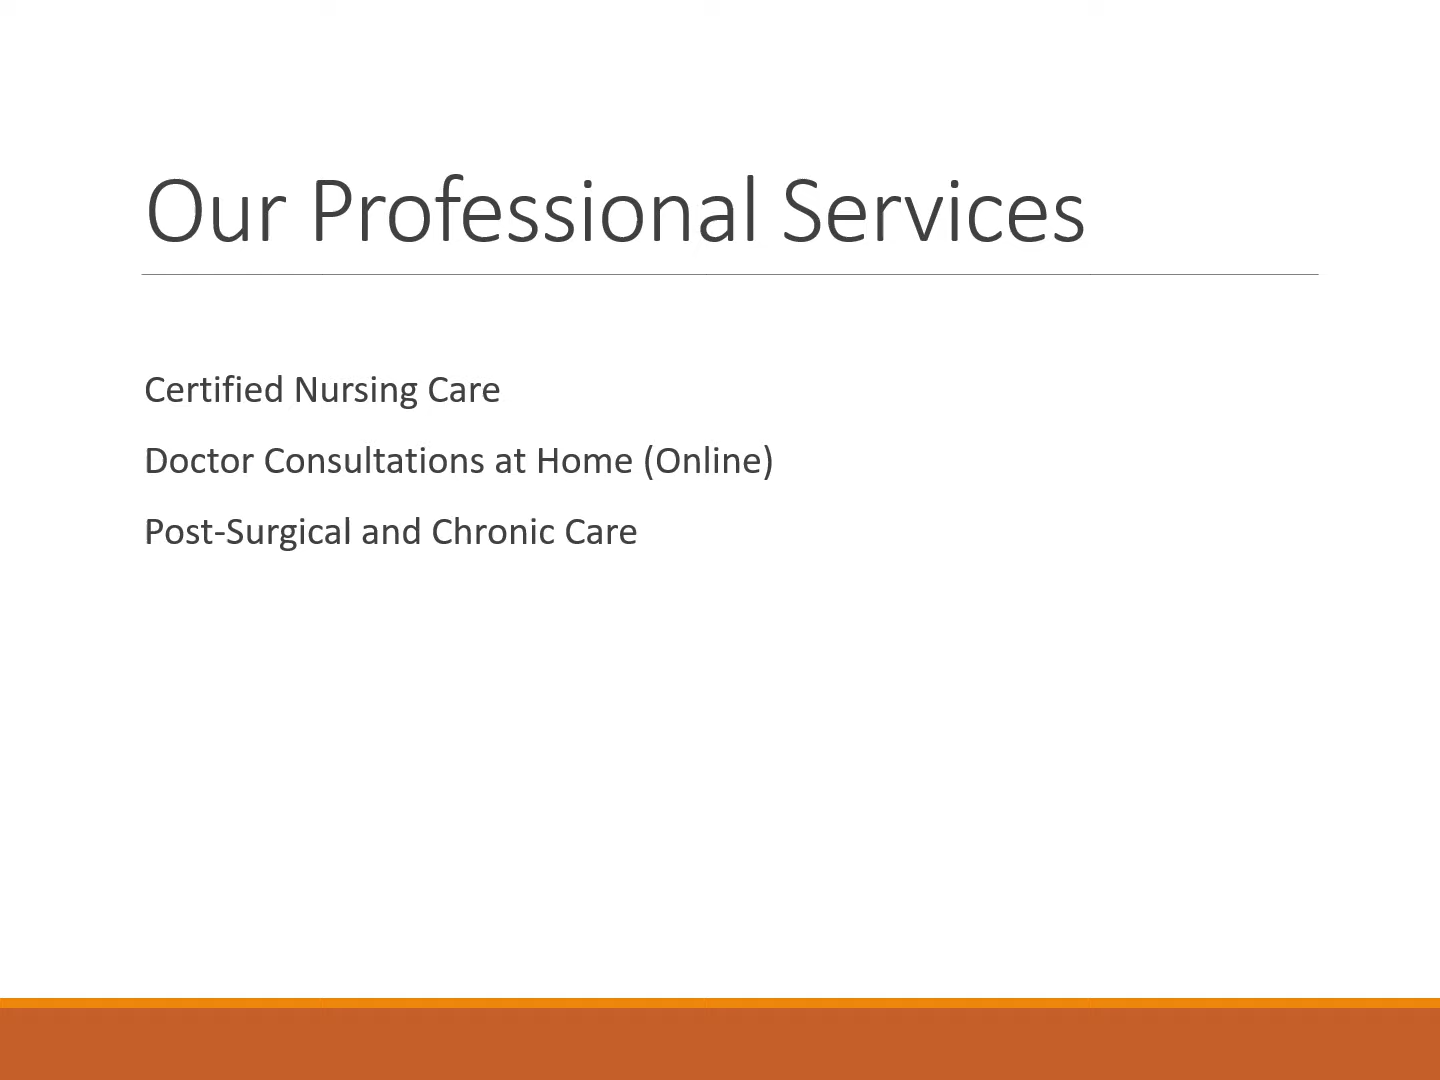 Our Professional Services
Certified Nursing Care
Doctor Consultations at Home (Online)
Post-Surgical and Chronic Care